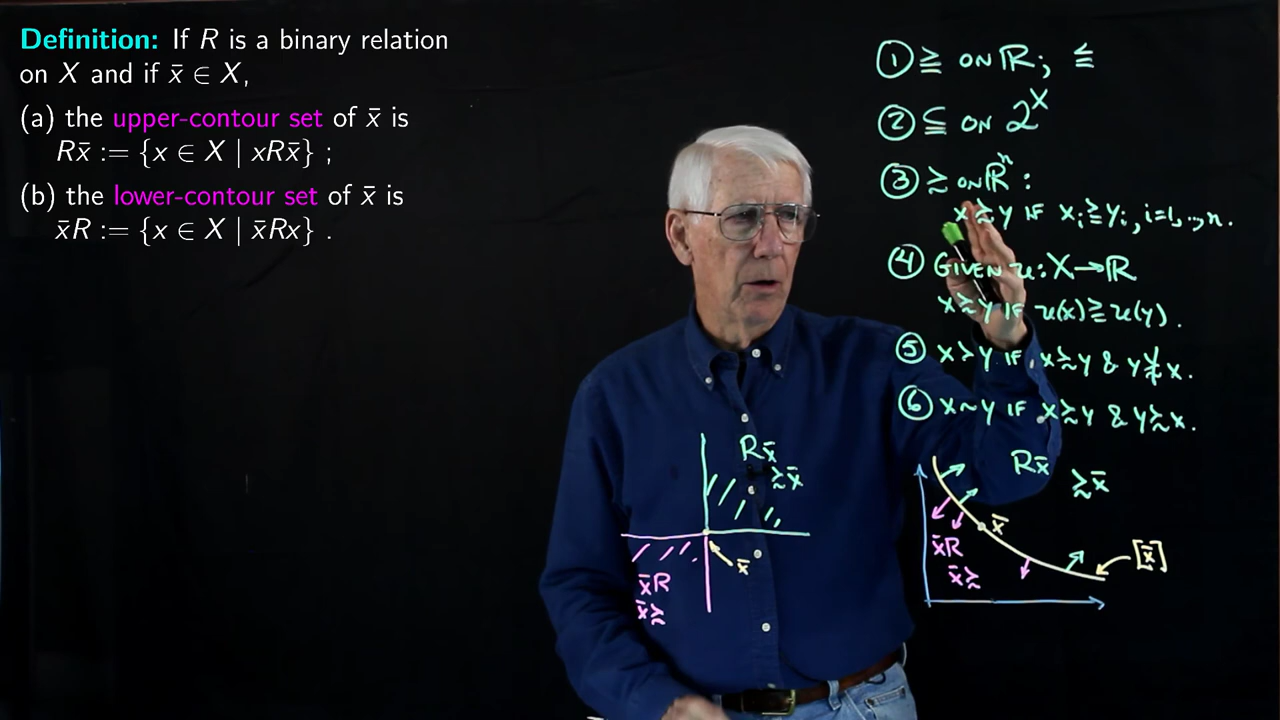 Definition: If R is a binary relation
on X and if x̄ ∈ X,
(a) the upper-contour set of x̄ is
Rx̄ := {x ∈ X | xRx̄} ;
(b) the lower-contour set of x̄ is
x̄R := {x ∈ X | x̄Rx} .
① ≧ ON ℝ; ≦
② ⊆ ON 2^X
③ ≳ ON ℝⁿ :
x ≳ y IF xᵢ ≧ yᵢ, i=1,..,n.
④ GIVEN u: X→ℝ
x ≳ y IF u(x) ≧ u(y).
⑤ x ≻ y IF x ≳ y & y ⋡ x.
⑥ x ~ y IF x ≳ y & y ≳ x.
Rx̄
≳x̄
x̄
x̄R
x̄≳
Rx̄
≳x̄
x̄
[x̄]
x̄R
x̄≳